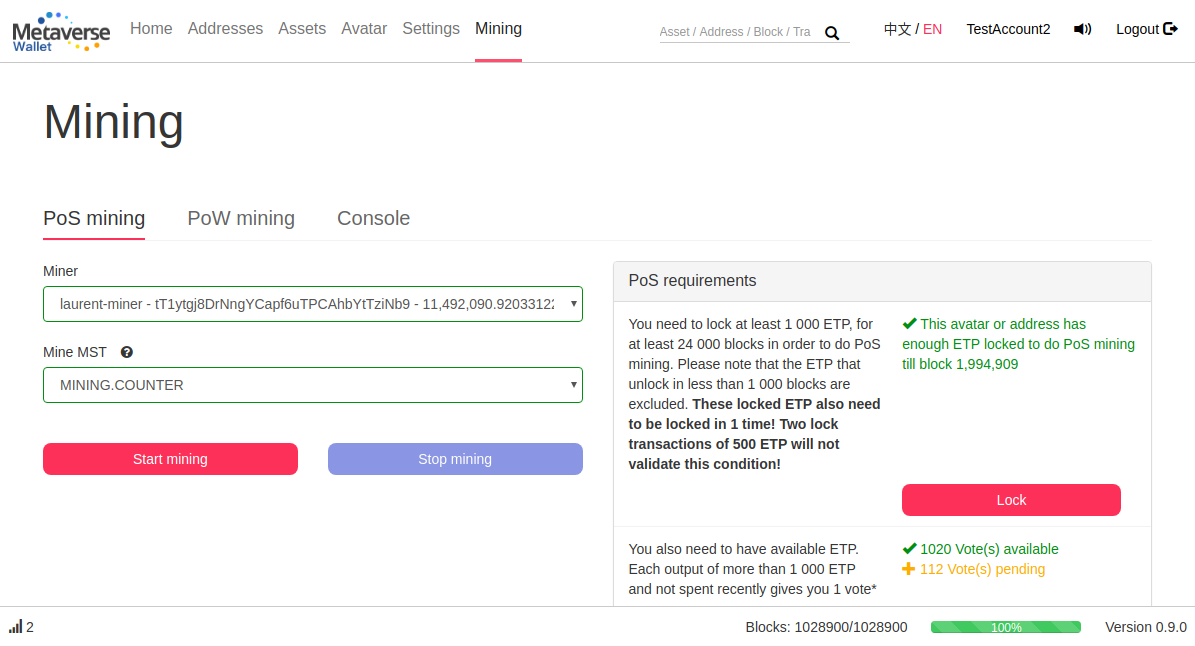 Metaverse
Wallet
Home Addresses Assets Avatar Settings Mining
Asset / Address / Block / Tra
中文 / EN
TestAccount2
Logout
Mining
PoS mining PoW mining Console
Miner
laurent-miner - tT1ytgj8DrNngYCapf6uTPCAhbYtTziNb9 - 11,492,090.92033122
Mine MST
MINING.COUNTER
Start mining Stop mining
PoS requirements
You need to lock at least 1 000 ETP, for
at least 24 000 blocks in order to do PoS
mining. Please note that the ETP that
unlock in less than 1 000 blocks are
excluded. These locked ETP also need
to be locked in 1 time! Two lock
transactions of 500 ETP will not
validate this condition!
This avatar or address has
enough ETP locked to do PoS mining
till block 1,994,909
Lock
You also need to have available ETP.
Each output of more than 1 000 ETP
and not spent recently gives you 1 vote*
1020 Vote(s) available
112 Vote(s) pending
2
Blocks: 1028900/1028900
100%
Version 0.9.0